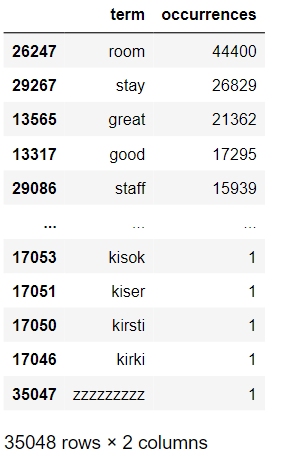 term occurrences
26247 room 44400
29267 stay 26829
13565 great 21362
13317 good 17295
29086 staff 15939
... ... ...
17053 kisok 1
17051 kiser 1
17050 kirsti 1
17046 kirki 1
35047 zzzzzzzzz 1
35048 rows × 2 columns